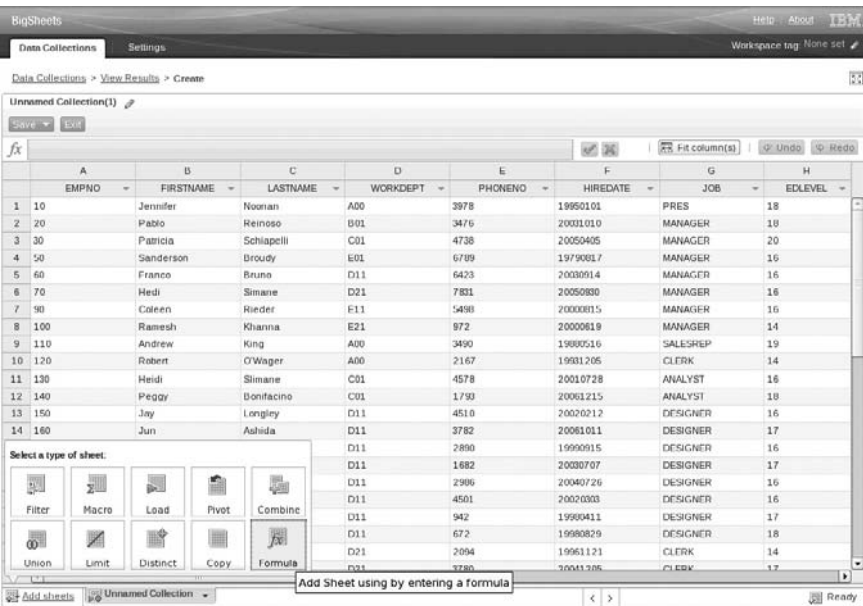 BigSheets Help About IBM
Data Collections Settings Workspace tag: None set
Data Collections > View Results > Create
Unnamed Collection(1)
Save Exit
fx Fit column(s) Undo Redo
A B C D E F G H
EMPNO FIRSTNAME LASTNAME WORKDEPT PHONENO HIREDATE JOB EDLEVEL
1 10 Jennifer Noonan A00 3978 19950101 PRES 18
2 20 Pablo Reinoso B01 3476 20031010 MANAGER 18
3 30 Patricia Schiapelli C01 4738 20050405 MANAGER 20
4 50 Sanderson Broudy E01 6789 19790817 MANAGER 16
5 60 Franco Bruno D11 6423 20030914 MANAGER 16
6 70 Hedi Simane D21 7831 20050930 MANAGER 16
7 90 Coleen Rieder E11 5498 20000815 MANAGER 16
8 100 Ramesh Khanna E21 972 20000619 MANAGER 14
9 110 Andrew King A00 3490 19880516 SALESREP 19
10 120 Robert O'Wager A00 2167 19931205 CLERK 14
11 130 Heidi Slimane C01 4578 20010728 ANALYST 16
12 140 Peggy Bonifacino C01 1793 20061215 ANALYST 18
13 150 Jay Longley D11 4510 20020212 DESIGNER 16
14 160 Jun Ashida D11 3782 20061011 DESIGNER 17
D11 2890 19990915 DESIGNER 16
D11 1682 20030707 DESIGNER 17
D11 2986 20040726 DESIGNER 16
D11 4501 20020303 DESIGNER 16
D11 942 19980411 DESIGNER 17
D11 672 19980829 DESIGNER 18
D21 2094 19961121 CLERK 14
D21 3780 20041205 CLERK 17
Select a type of sheet:
Filter Macro Load Pivot Combine
Union Limit Distinct Copy Formula
Add Sheet using by entering a formula
Add sheets Unnamed Collection Ready